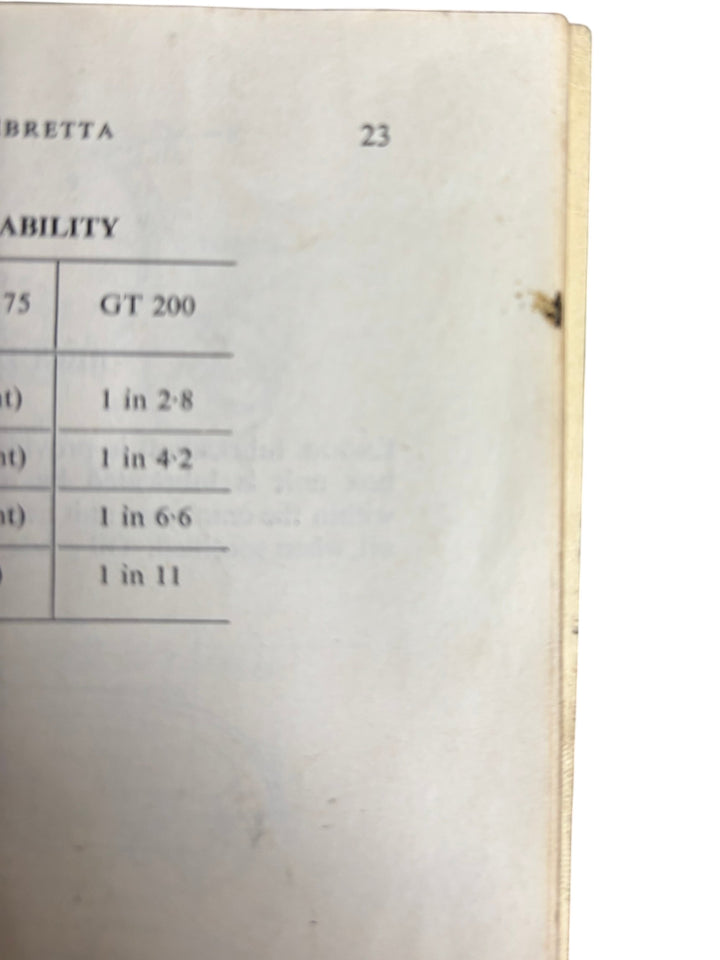 BRETTA 23
ABILITY
75 GT 200
t) 1 in 2·8
nt) 1 in 4·2
nt) 1 in 6·6
) 1 in 11